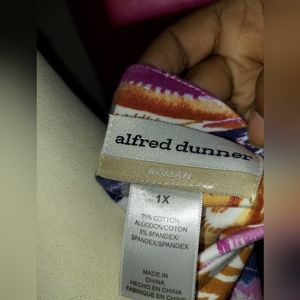 alfred dunner
WOMAN
1X
95% COTTON/
ALGODON/COTON
5% SPANDEX/
SPANDEX/SPANDEX
MADE IN
CHINA
HECHO EN CHINA
FABRIQUE EN CHINE